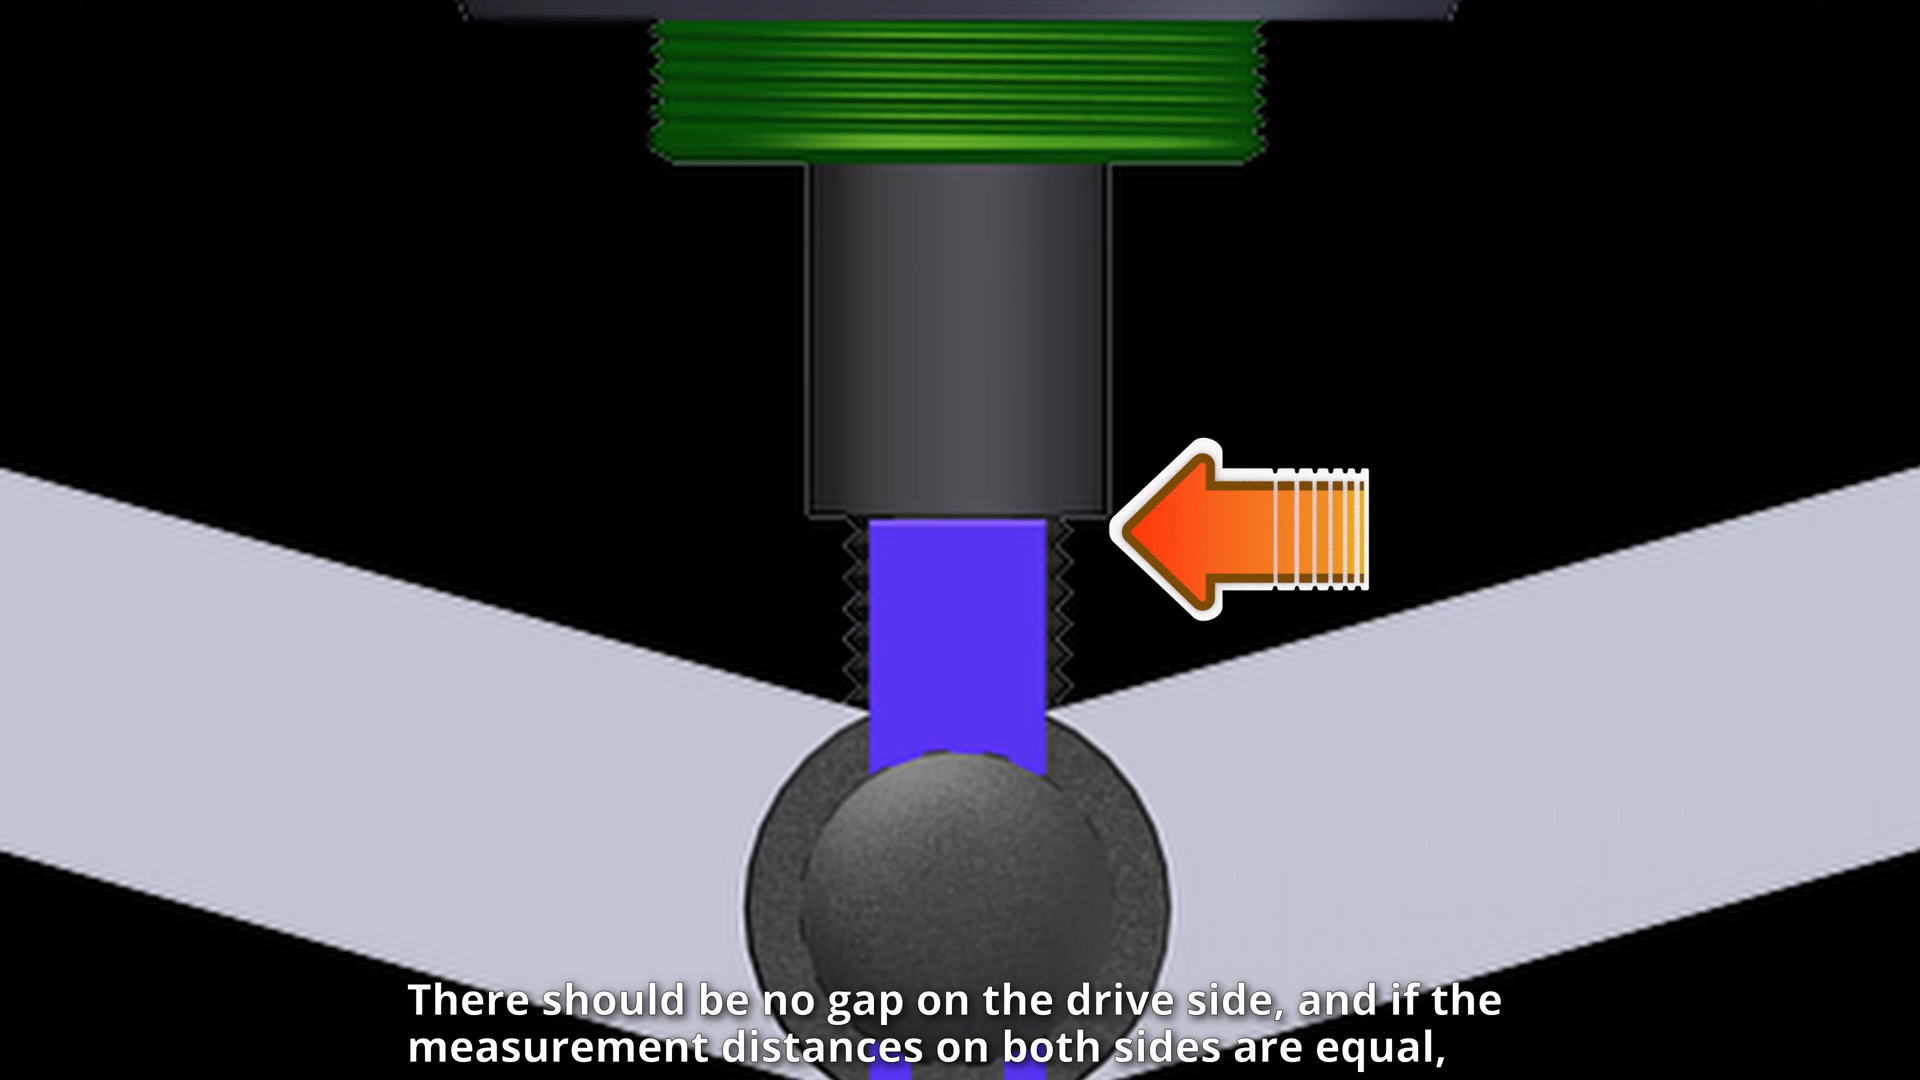 There should be no gap on the drive side, and if the
measurement distances on both sides are equal,